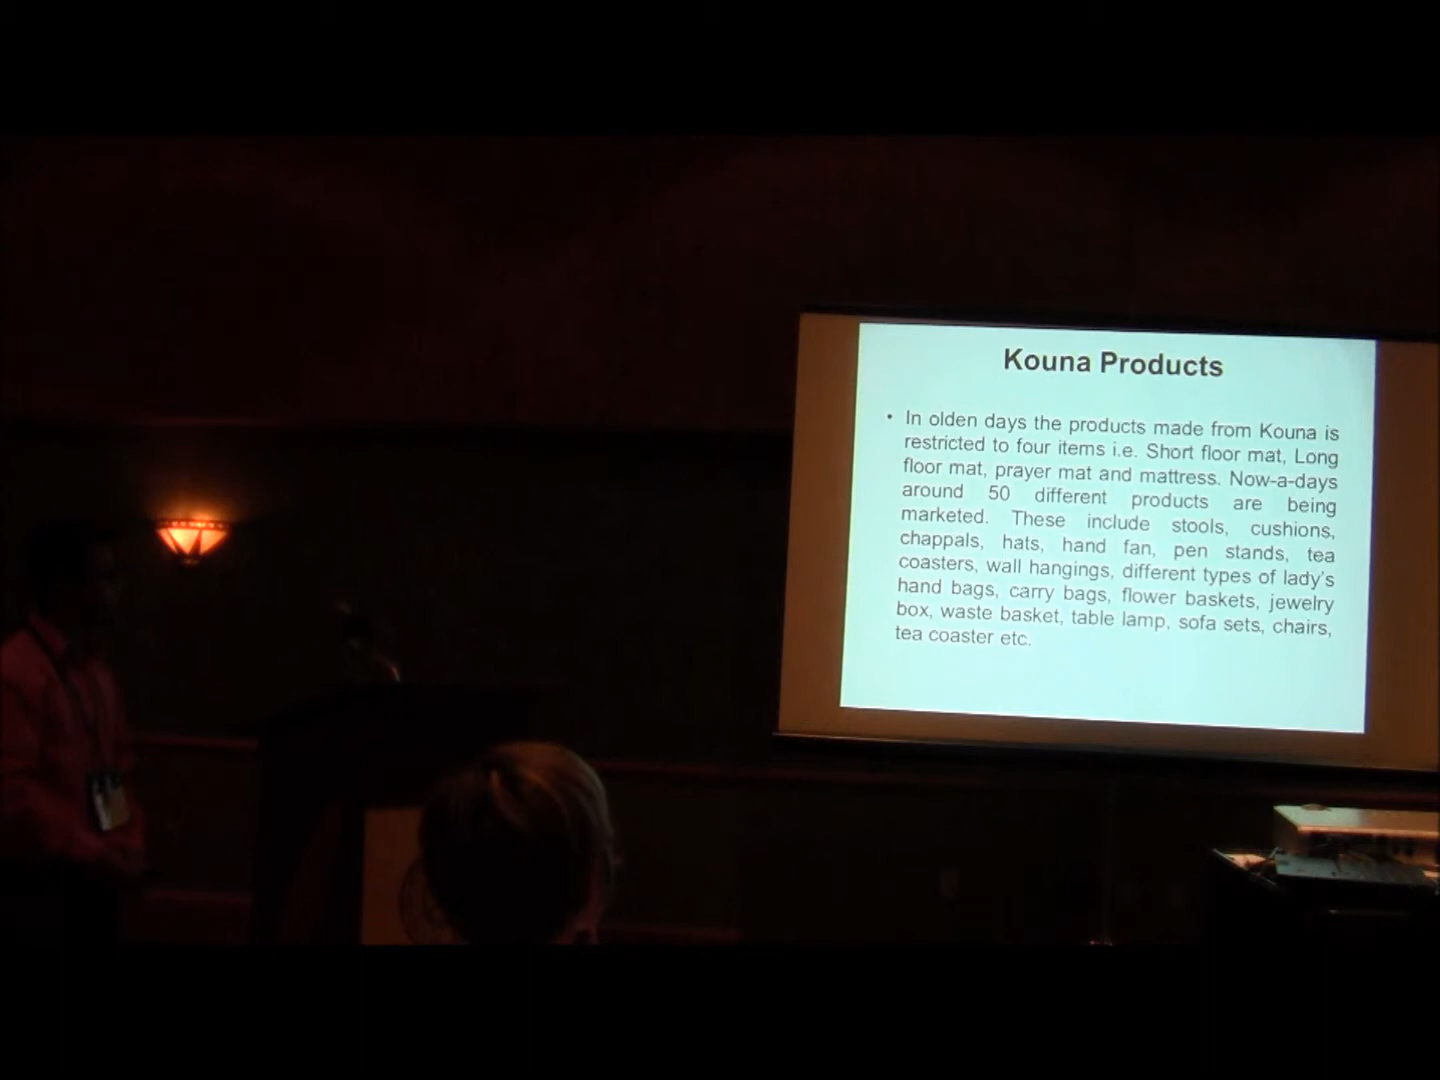 Kouna Products
• In olden days the products made from Kouna is
restricted to four items i.e. Short floor mat, Long
floor mat, prayer mat and mattress. Now-a-days
around 50 different products are being
marketed. These include stools, cushions,
chappals, hats, hand fan, pen stands, tea
coasters, wall hangings, different types of lady's
hand bags, carry bags, flower baskets, jewelry
box, waste basket, table lamp, sofa sets, chairs,
tea coaster etc.